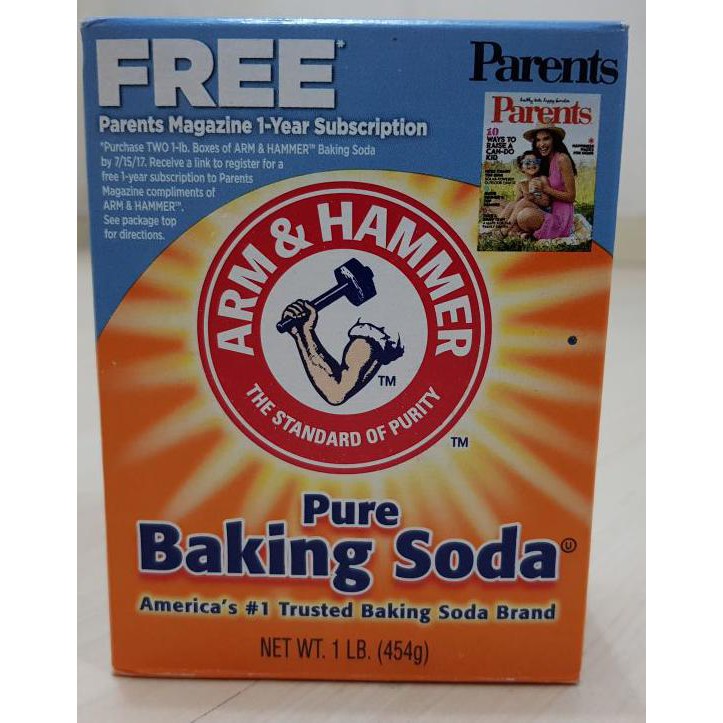 FREE*
Parents Magazine 1-Year Subscription
*Purchase TWO 1-lb. Boxes of ARM & HAMMER™ Baking Soda
by 7/15/17. Receive a link to register for a
free 1-year subscription to Parents
Magazine compliments of
ARM & HAMMER™.
See package top
for directions.
Parents
Parents
10
WAYS TO
RAISE A
CAN-DO
KID
ARM & HAMMER
TM
THE STANDARD OF PURITY
TM
Pure
Baking Soda
U
America's #1 Trusted Baking Soda Brand
NET WT. 1 LB. (454g)